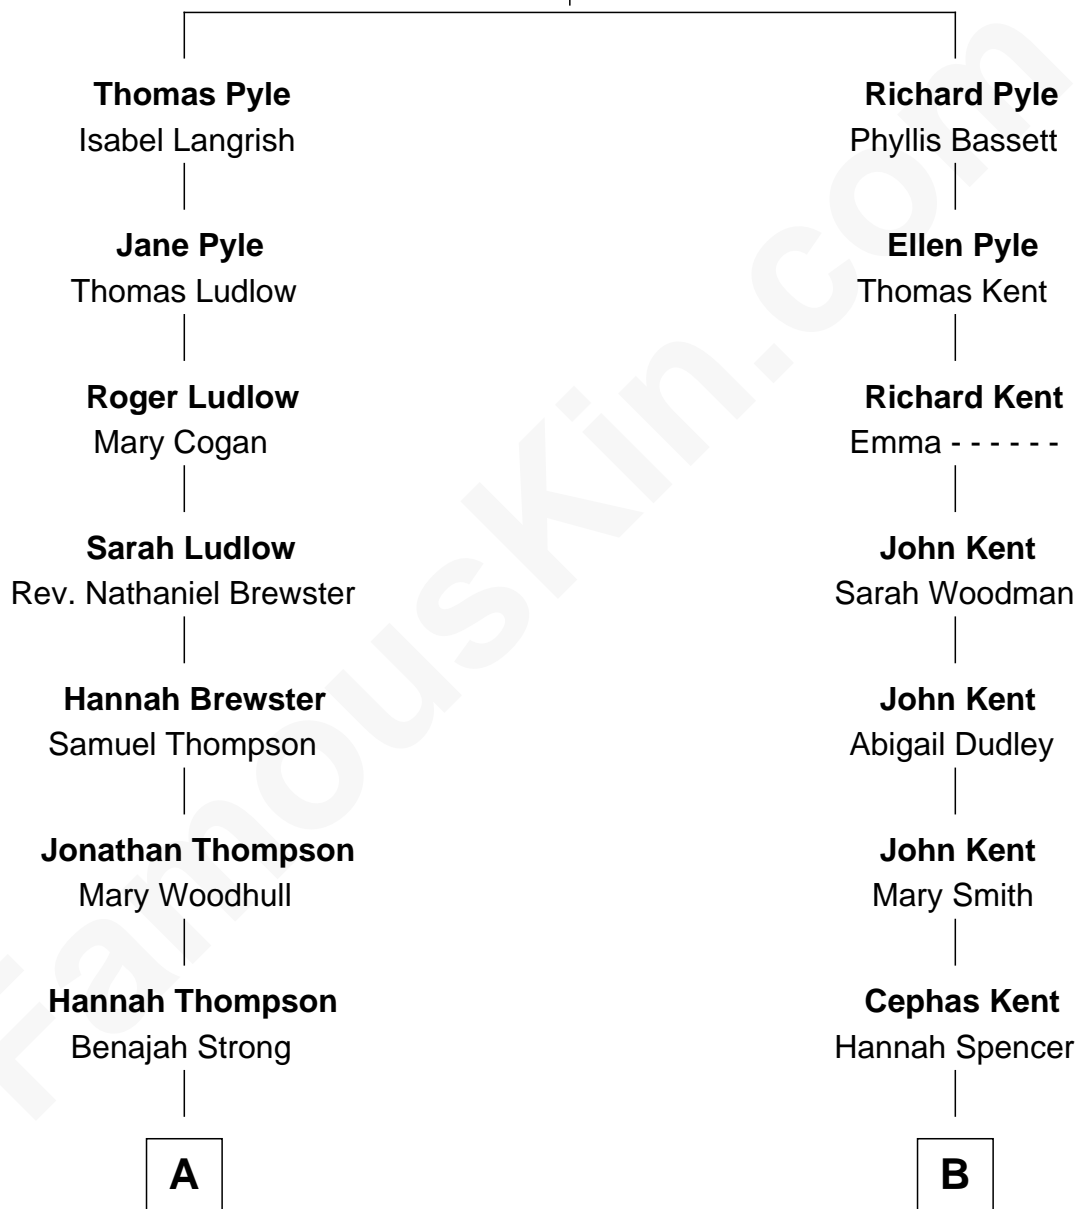 Thomas Pyle
Isabel Langrish
Jane Pyle
Thomas Ludlow
Roger Ludlow
Mary Cogan
Sarah Ludlow
Rev. Nathaniel Brewster
Hannah Brewster
Samuel Thompson
Jonathan Thompson
Mary Woodhull
Hannah Thompson
Benajah Strong
A
Richard Pyle
Phyllis Bassett
Ellen Pyle
Thomas Kent
Richard Kent
Emma - - - - - -
John Kent
Sarah Woodman
John Kent
Abigail Dudley
John Kent
Mary Smith
Cephas Kent
Hannah Spencer
B
FamousKin.com